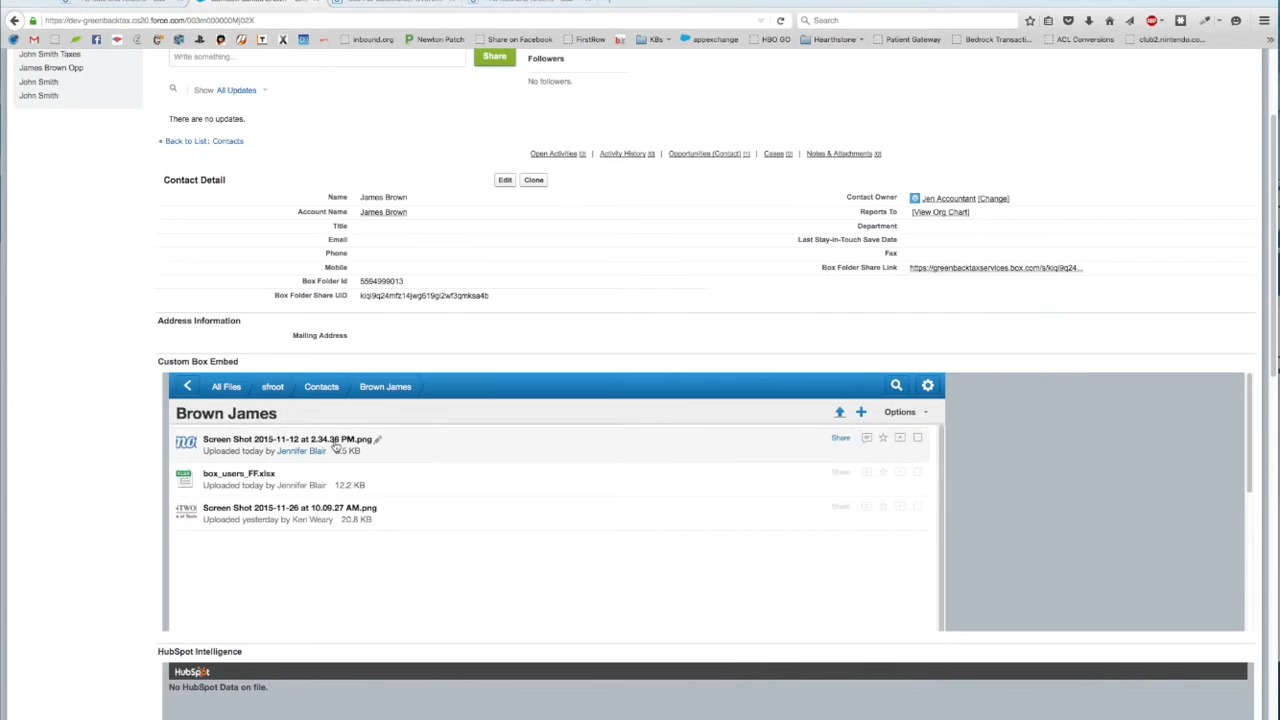 https://dev-greenbacktax.cs20.force.com/003m000000Mj02X
Search
inbound.org
Newton Patch
Share on Facebook
FirstRow
KBs
appexchange
HBO GO
Hearthstone
Patient Gateway
Bedrock Transacti...
ACL Conversions
club2.nintendo.co...
John Smith Taxes
James Brown Opp
John Smith
John Smith
Write something...
Share
Followers
No followers.
Show All Updates
There are no updates.
« Back to List: Contacts
Open Activities [0] | Activity History [0] | Opportunities (Contact) [1] | Cases [0] | Notes & Attachments [0]
Contact Detail
Edit
Clone
Name James Brown
Contact Owner Jen Accountant [Change]
Account Name James Brown
Reports To [View Org Chart]
Title
Department
Email
Last Stay-in-Touch Save Date
Phone
Fax
Mobile
Box Folder Share Link https://greenbacktaxservices.box.com/s/kiqi9q24...
Box Folder Id 5594999013
Box Folder Share UID kiqi9q24mfz14jwg619gi2wf3qmksa4b
Address Information
Mailing Address
Custom Box Embed
All Files sfroot Contacts Brown James
Brown James
Options
Screen Shot 2015-11-12 at 2.34.36 PM.png
Share
Uploaded today by Jennifer Blair 9.5 KB
box_users_FF.xlsx
Share
Uploaded today by Jennifer Blair 12.2 KB
Screen Shot 2015-11-26 at 10.09.27 AM.png
Share
Uploaded yesterday by Ken Weary 20.8 KB
HubSpot Intelligence
HubSpot
No HubSpot Data on file.